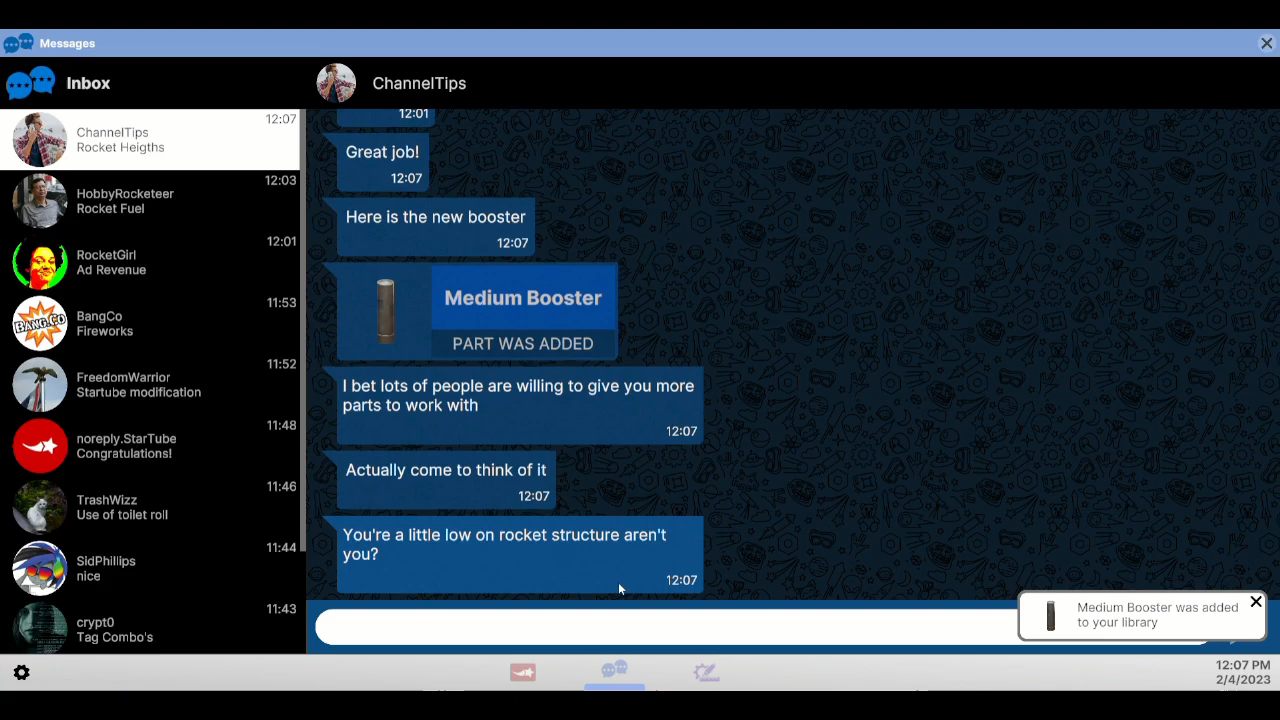 Messages
Inbox
ChannelTips
12:07
ChannelTips
Rocket Heigths
12:03
HobbyRocketeer
Rocket Fuel
12:01
RocketGirl
Ad Revenue
11:53
BANG.CO
BangCo
Fireworks
11:52
FreedomWarrior
Startube modification
11:48
noreply.StarTube
Congratulations!
11:46
TrashWizz
Use of toilet roll
11:44
SidPhillips
nice
11:43
crypt0
Tag Combo's
12:01
Great job!
12:07
Here is the new booster
12:07
Medium Booster
PART WAS ADDED
I bet lots of people are willing to give you more
parts to work with
12:07
Actually come to think of it
12:07
You're a little low on rocket structure aren't
you?
12:07
Medium Booster was added
to your library
12:07 PM
2/4/2023